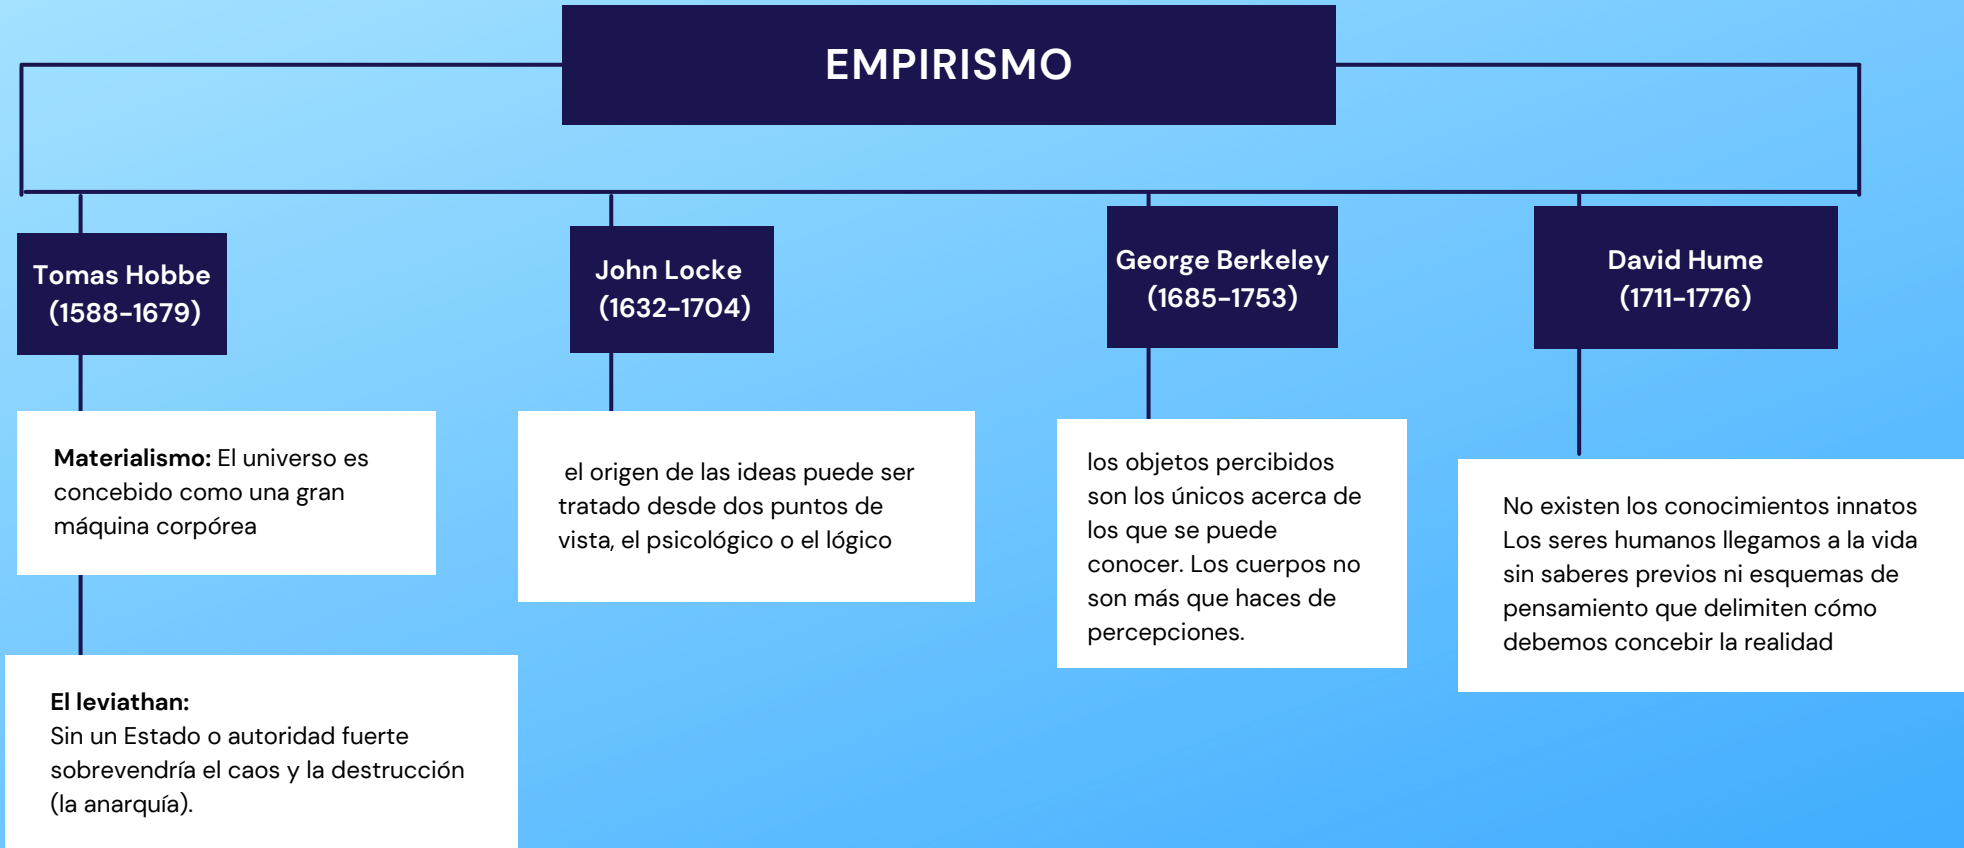 EMPIRISMO
Tomas Hobbe
(1588-1679)
John Locke
(1632-1704)
George Berkeley
(1685-1753)
David Hume
(1711-1776)
Materialismo: El universo es
concebido como una gran
máquina corpórea
el origen de las ideas puede ser
tratado desde dos puntos de
vista, el psicológico o el lógico
los objetos percibidos
son los únicos acerca de
los que se puede
conocer. Los cuerpos no
son más que haces de
percepciones.
No existen los conocimientos innatos
Los seres humanos llegamos a la vida
sin saberes previos ni esquemas de
pensamiento que delimiten cómo
debemos concebir la realidad
El leviathan:
Sin un Estado o autoridad fuerte
sobrevendría el caos y la destrucción
(la anarquía).